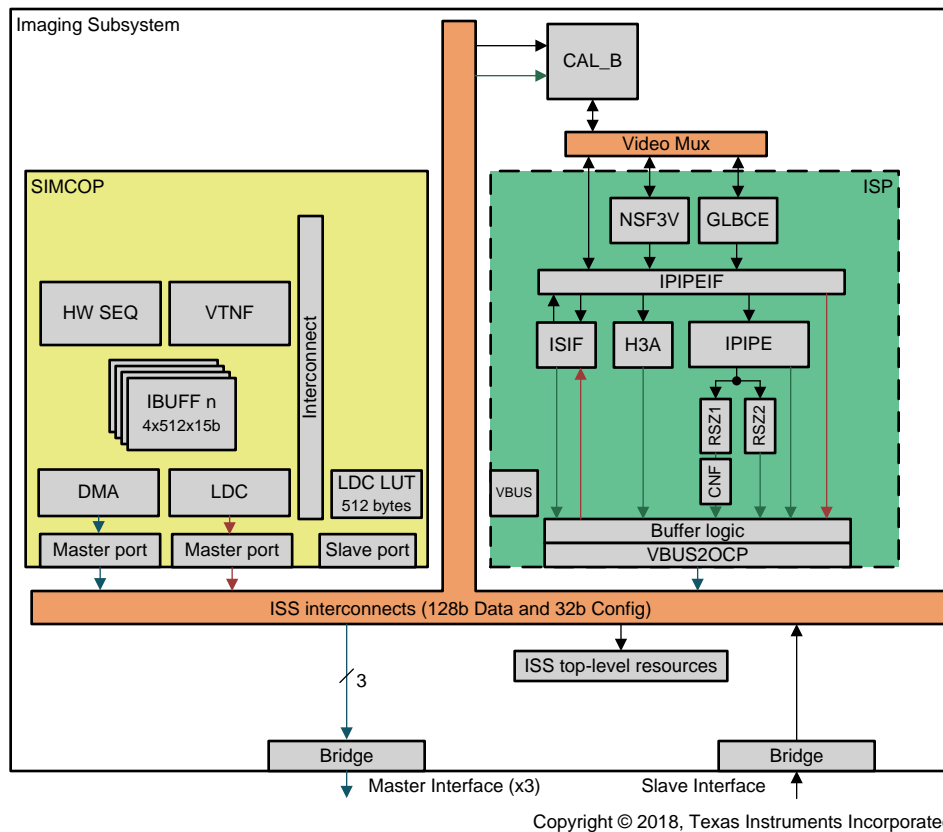 Imaging Subsystem
CAL_B
Video Mux
SIMCOP
ISP
NSF3V
GLBCE
IPIPEIF
HW SEQ
VTNF
Interconnect
ISIF
H3A
IPIPE
IBUFF n
4x512x15b
RSZ1
RSZ2
CNF
DMA
LDC
LDC LUT
512 bytes
VBUS
Buffer logic
Master port
Master port
Slave port
VBUS2OCP
ISS interconnects (128b Data and 32b Config)
ISS top-level resources
3
Bridge
Bridge
Master Interface (x3)
Slave Interface
Copyright © 2018, Texas Instruments Incorporate